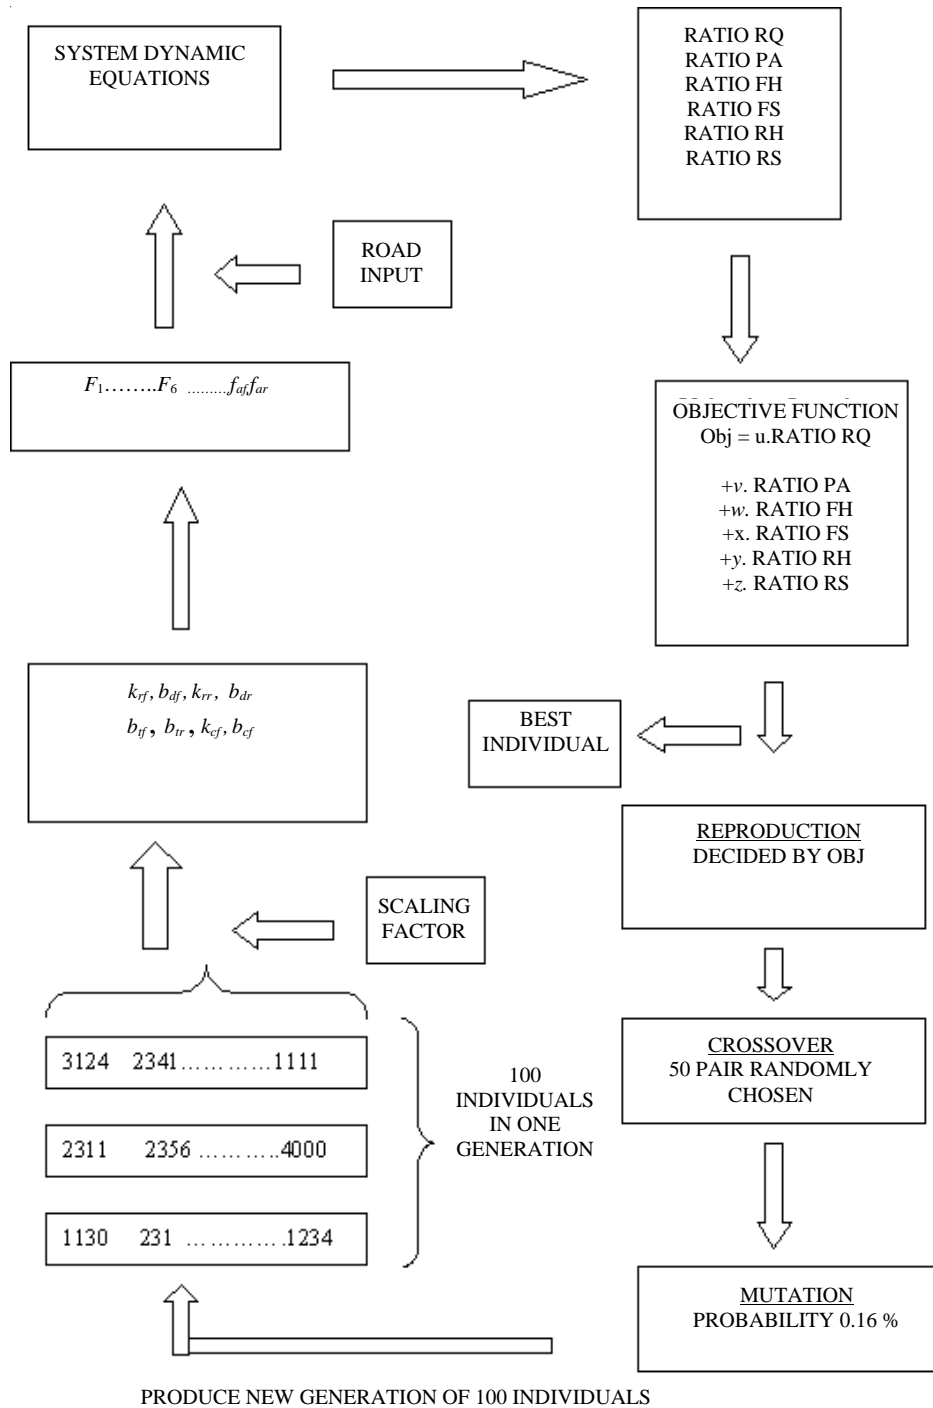 SYSTEM DYNAMIC
EQUATIONS
RATIO RQ
RATIO PA
RATIO FH
RATIO FS
RATIO RH
RATIO RS
ROAD
INPUT
F1……..F6 ………faffar
OBJECTIVE FUNCTION
Obj = u.RATIO RQ
+v. RATIO PA
+w. RATIO FH
+x. RATIO FS
+y. RATIO RH
+z. RATIO RS
krf, bdf, krr, bdr
btf, btr, kcf, bcf
BEST
INDIVIDUAL
REPRODUCTION
DECIDED BY OBJ
SCALING
FACTOR
3124 2341…………1111
2311 2356 ………..4000
1130 231 ………….1234
100
INDIVIDUALS
IN ONE
GENERATION
CROSSOVER
50 PAIR RANDOMLY
CHOSEN
MUTATION
PROBABILITY 0.16 %
PRODUCE NEW GENERATION OF 100 INDIVIDUALS